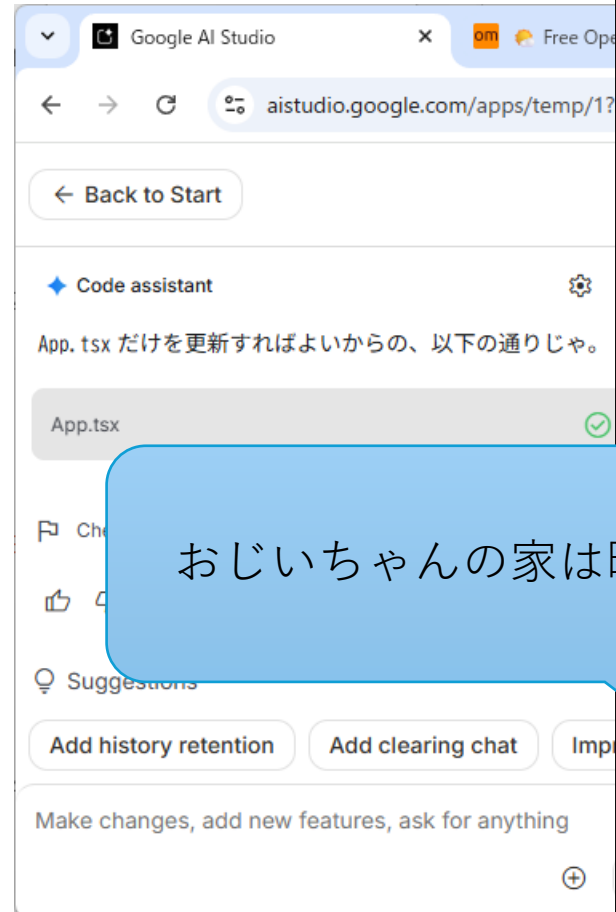 Google AI Studio
om
Free Ope
aistudio.google.com/apps/temp/1?
Back to Start
Code assistant
App.tsx だけを更新すればよいからの、以下の通りじゃ。
App.tsx
Che
おじいちゃんの家は
Suggestions
Add history retention
Add clearing chat
Impr
Make changes, add new features, ask for anything